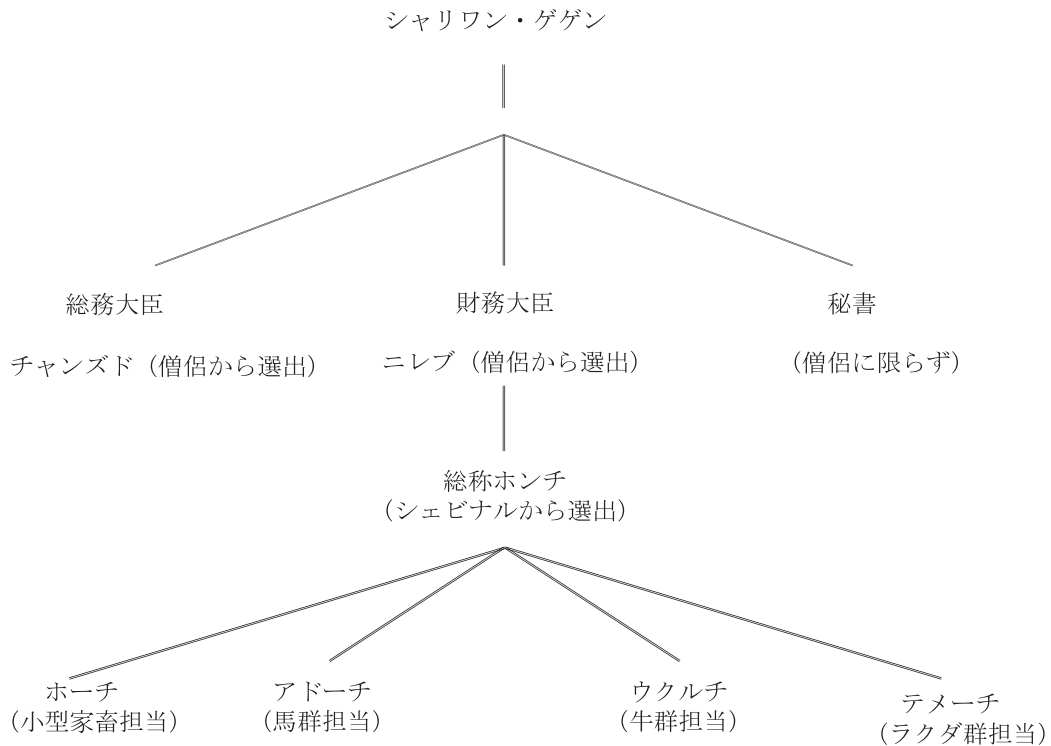 シャリワン・ゲゲン
総務大臣
財務大臣
秘書
チャンズド（僧侶から選出）
ニレブ（僧侶から選出）
（僧侶に限らず）
総称ホンチ
（シェビナルから選出）
ホーチ
（小型家畜担当）
アドーチ
（馬群担当）
ウクルチ
（牛群担当）
テメーチ
（ラクダ群担当）